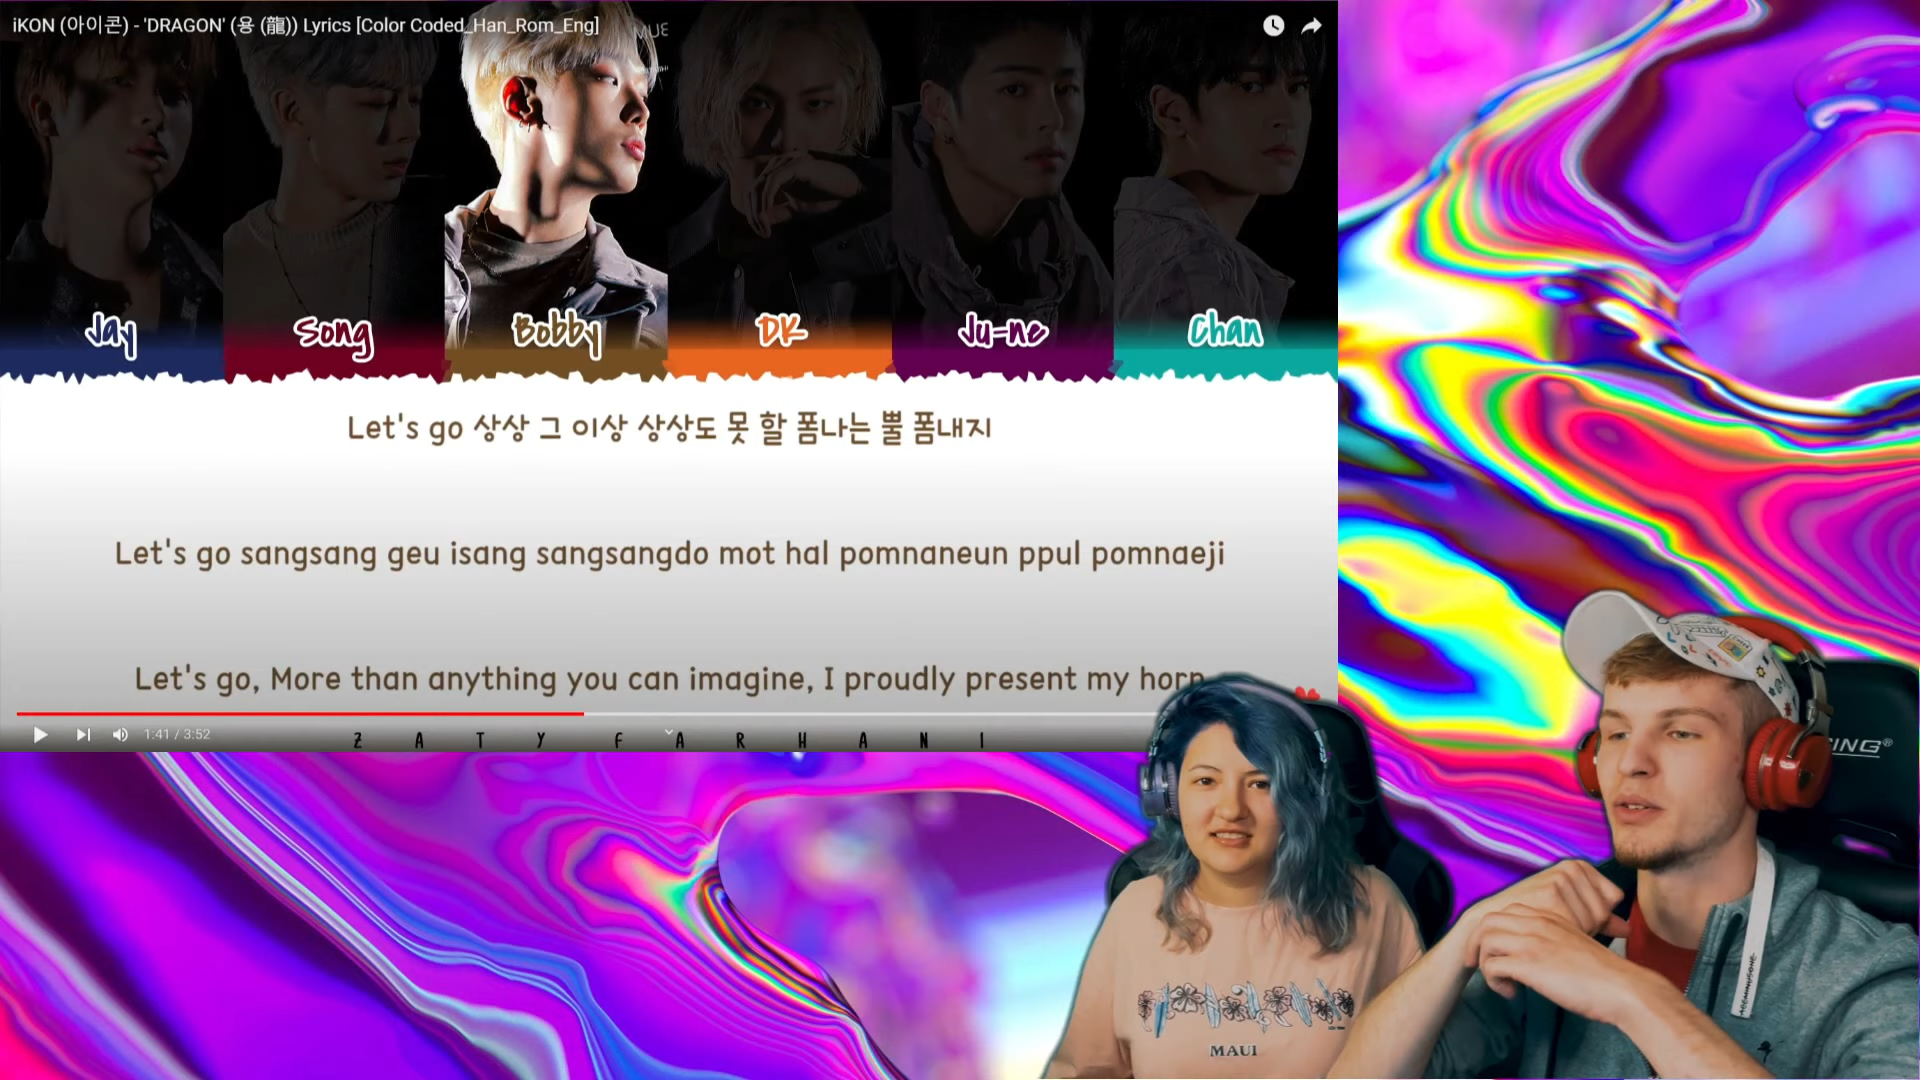 iKON (아이콘) - 'DRAGON' (용 (龍)) Lyrics [Color Coded_Han_Rom_Eng]
Jay
Song
Bobby
DK
Ju-ne
Chan
Let's go 상상 그 이상 상상도 못 할 폼나는 뿔 폼내지
Let's go sangsang geu isang sangsangdo mot hal pomnaneun ppul pomnaeji
Let's go, More than anything you can imagine, I proudly present my horn
1:41 / 3:52
ZATY FARHANI
MAUI